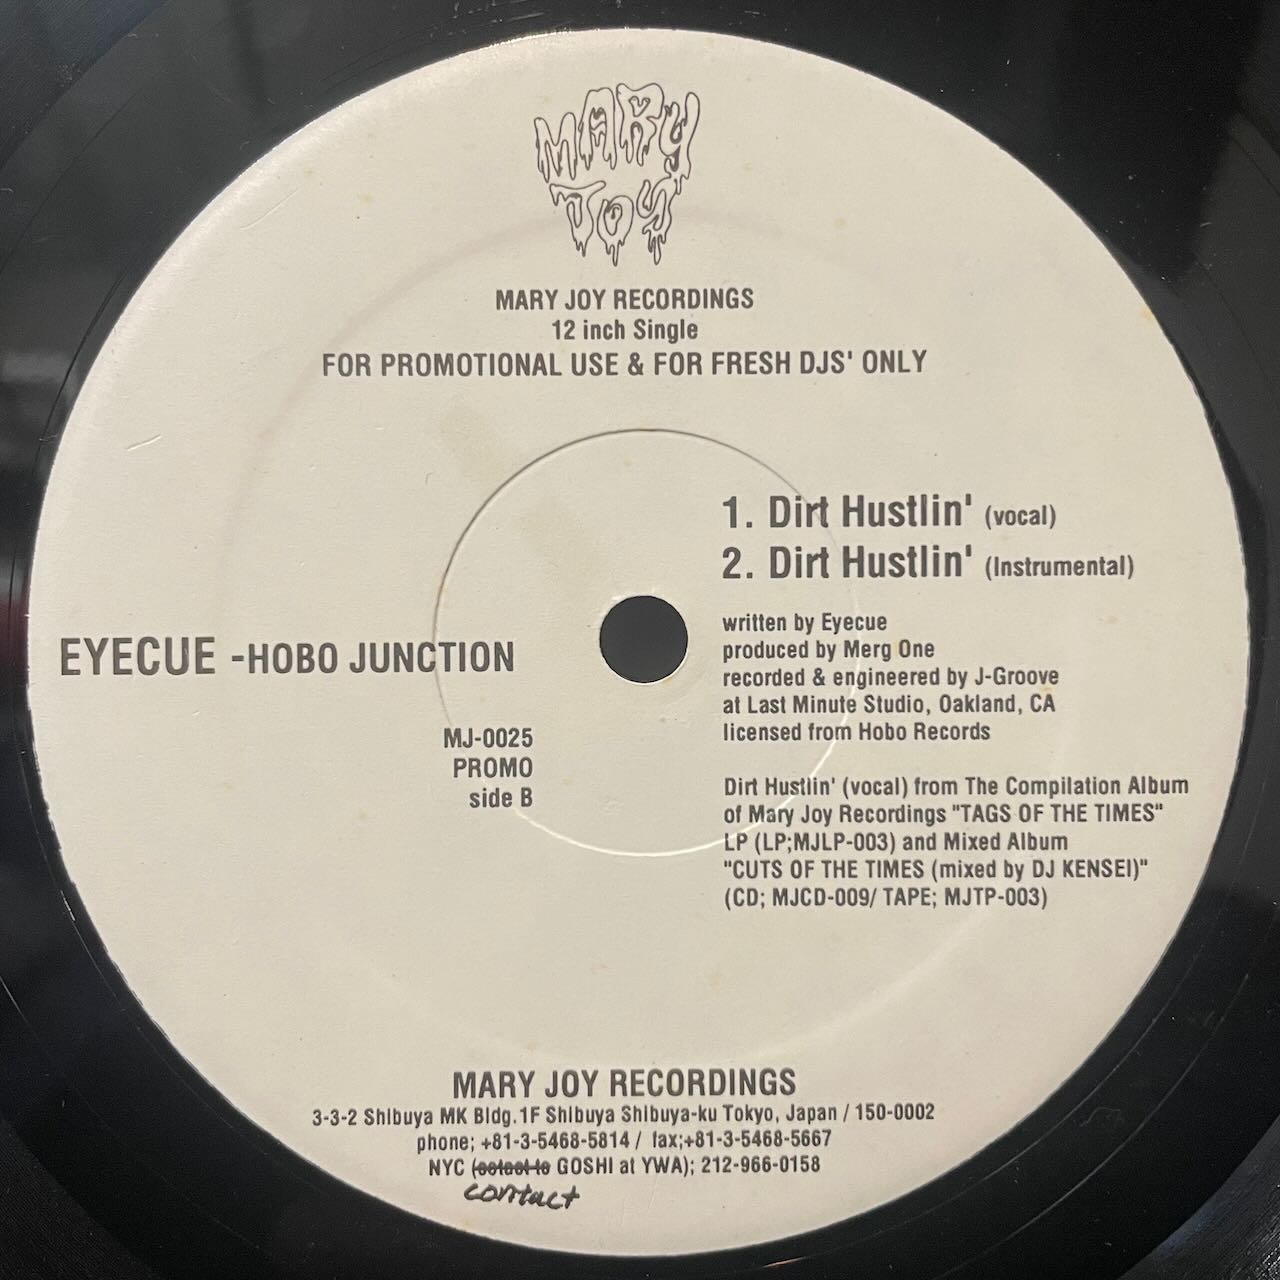 MARY
JOY
MARY JOY RECORDINGS
12 inch Single
FOR PROMOTIONAL USE & FOR FRESH DJS' ONLY
1. Dirt Hustlin' (vocal)
2. Dirt Hustlin' (Instrumental)
written by Eyecue
produced by Merg One
recorded & engineered by J-Groove
at Last Minute Studio, Oakland, CA
licensed from Hobo Records
EYECUE -HOBO JUNCTION
MJ-0025
PROMO
side B
Dirt Hustlin' (vocal) from The Compilation Album
of Mary Joy Recordings "TAGS OF THE TIMES"
LP (LP;MJLP-003) and Mixed Album
"CUTS OF THE TIMES (mixed by DJ KENSEI)"
(CD; MJCD-009/ TAPE; MJTP-003)
MARY JOY RECORDINGS
3-3-2 Shibuya MK Bldg.1F Shibuya Shibuya-ku Tokyo, Japan / 150-0002
phone; +81-3-5468-5814 / fax;+81-3-5468-5667
NYC (cotact to GOSHI at YWA); 212-966-0158
contact